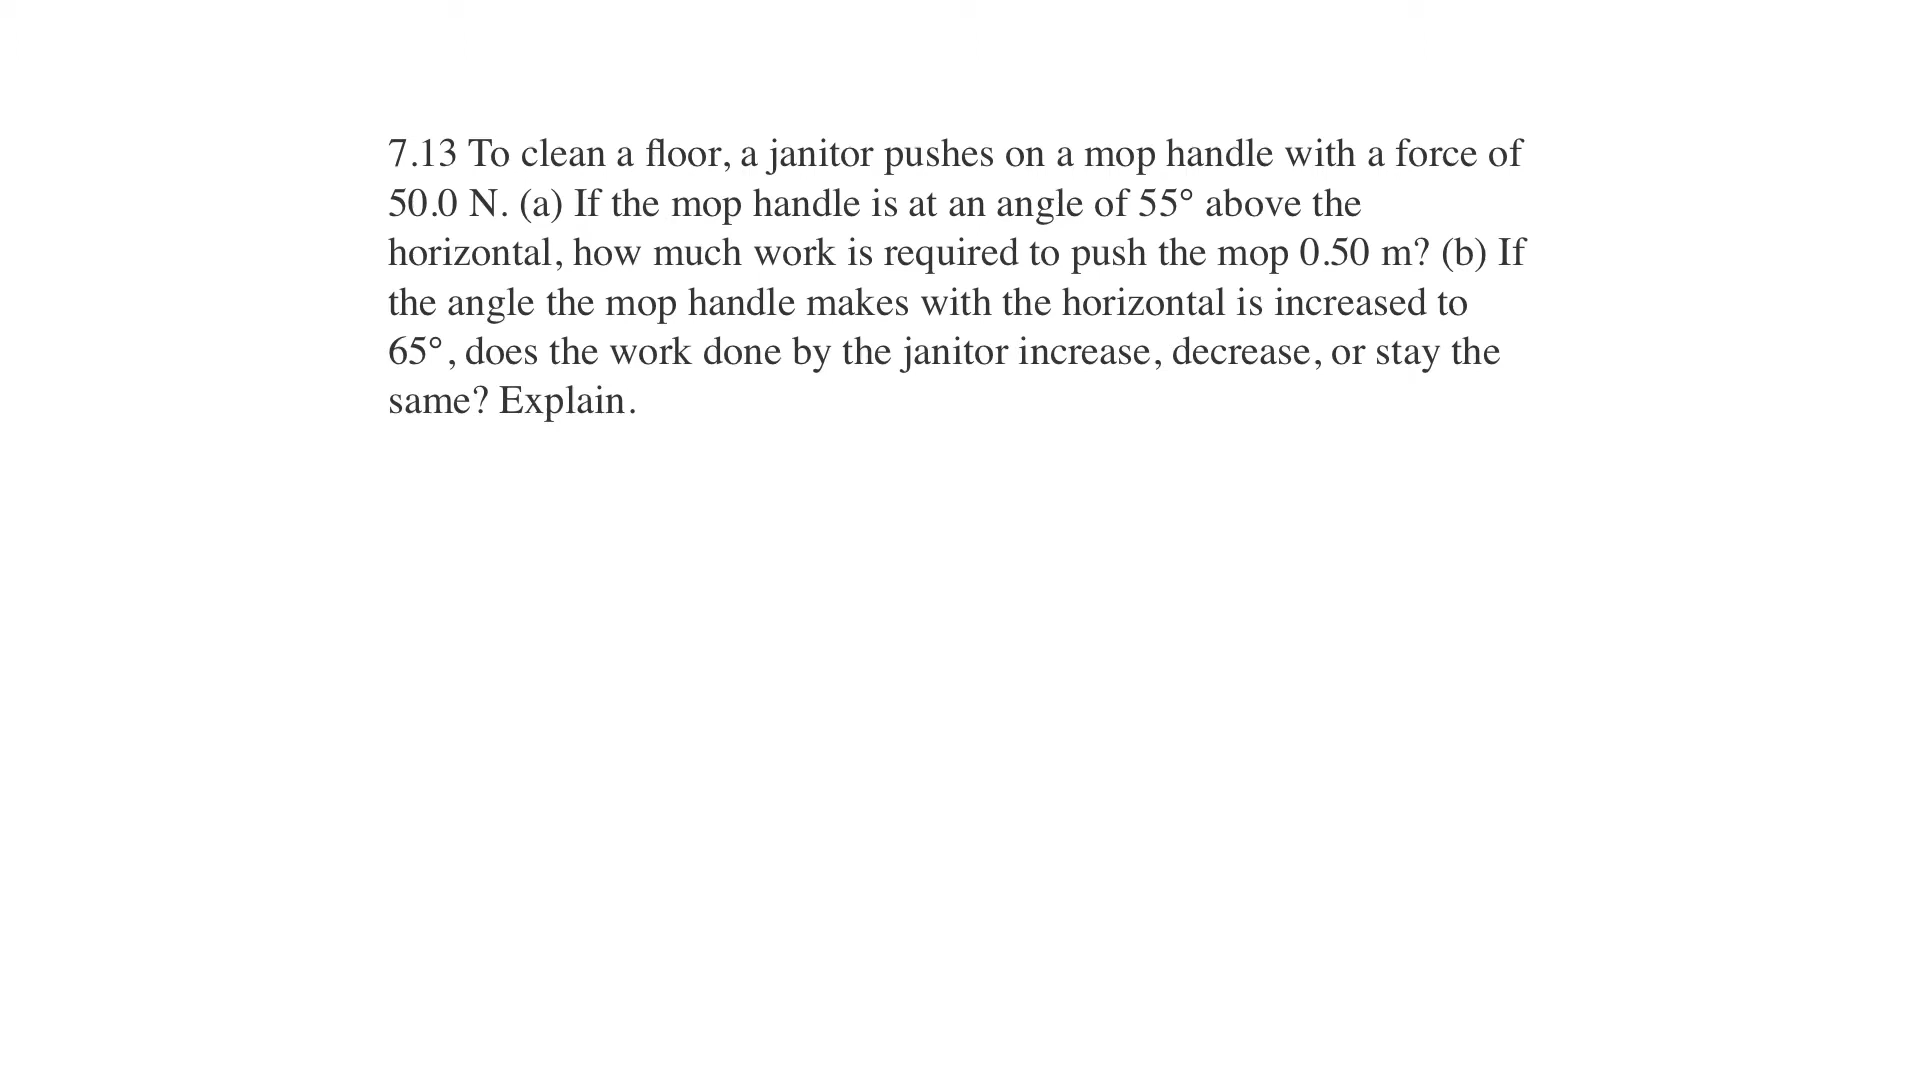 7.13 To clean a floor, a janitor pushes on a mop handle with a force of
50.0 N. (a) If the mop handle is at an angle of 55° above the
horizontal, how much work is required to push the mop 0.50 m? (b) If
the angle the mop handle makes with the horizontal is increased to
65°, does the work done by the janitor increase, decrease, or stay the
same? Explain.